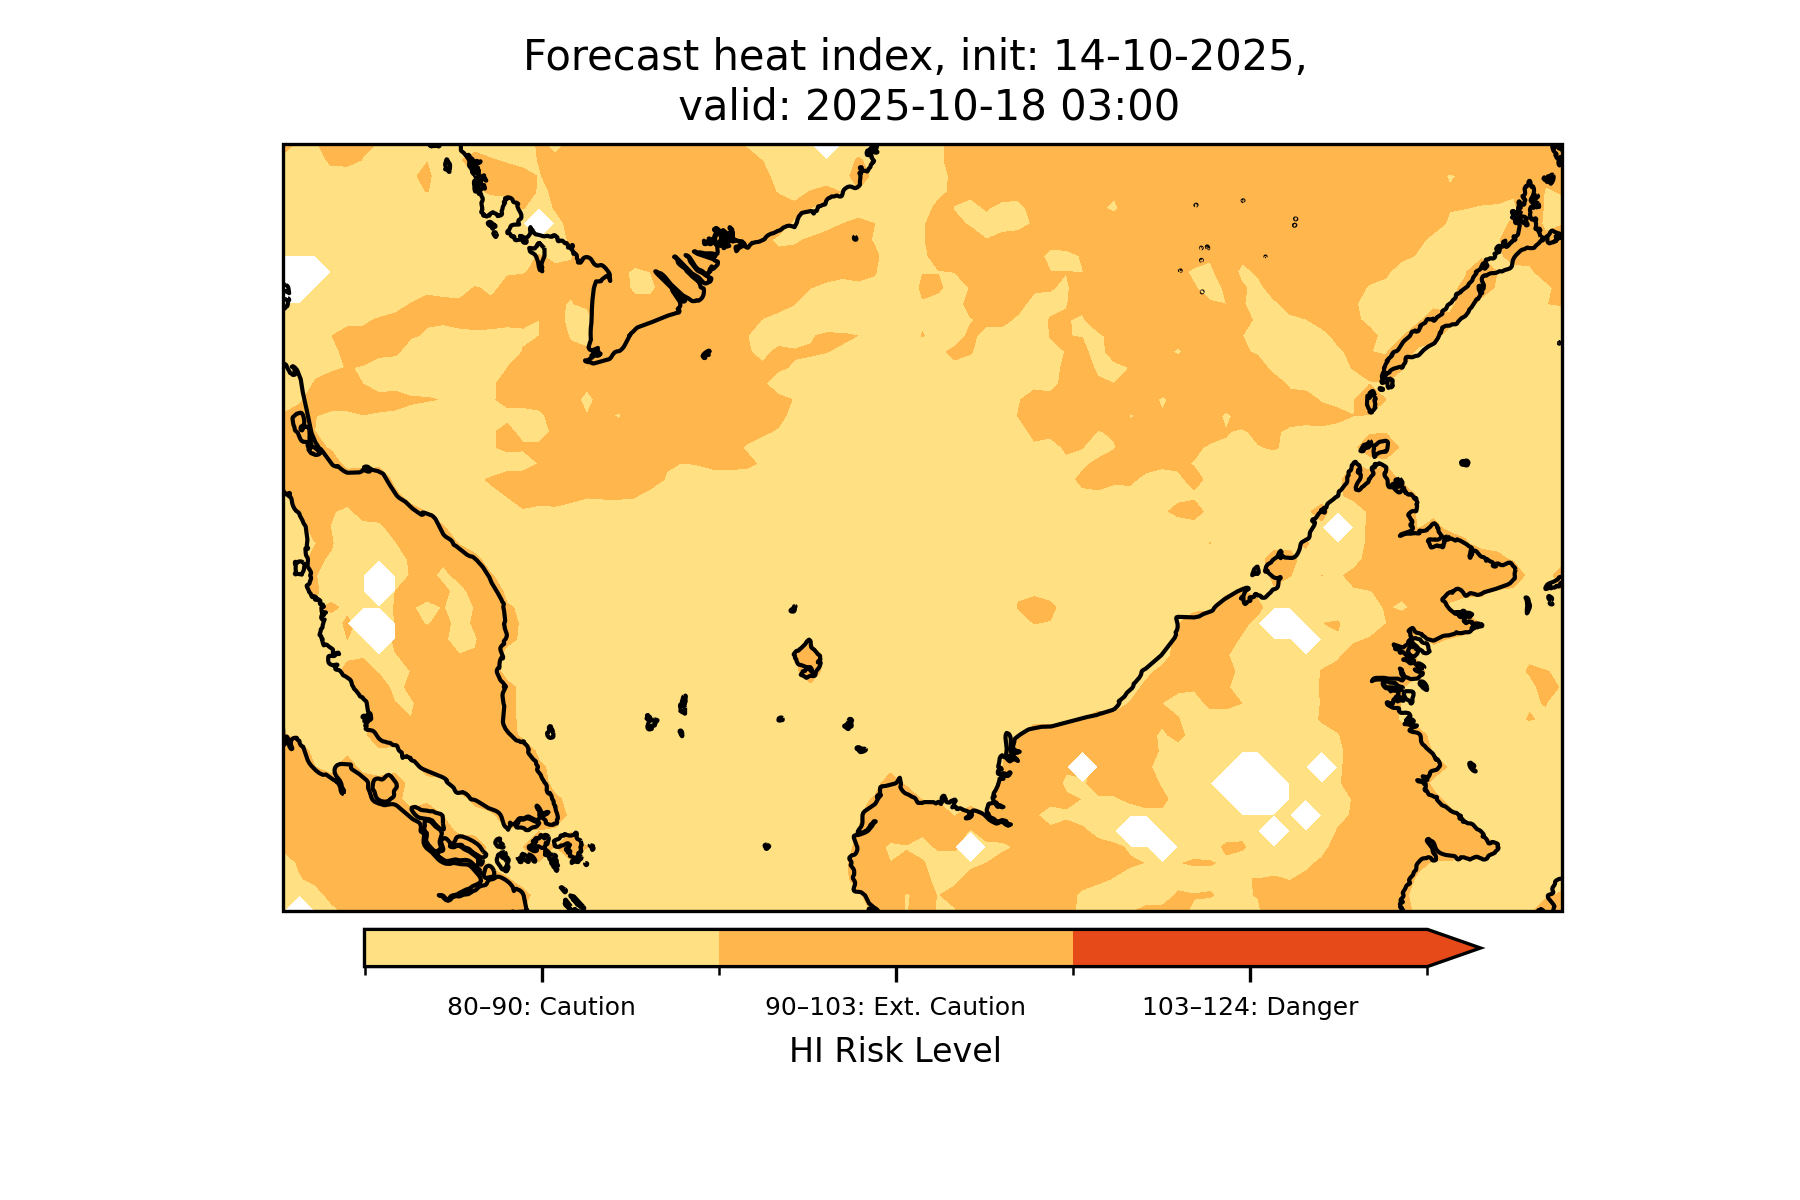 Forecast heat index, init: 14-10-2025,
valid: 2025-10-18 03:00
80–90: Caution
90–103: Ext. Caution
103–124: Danger
HI Risk Level